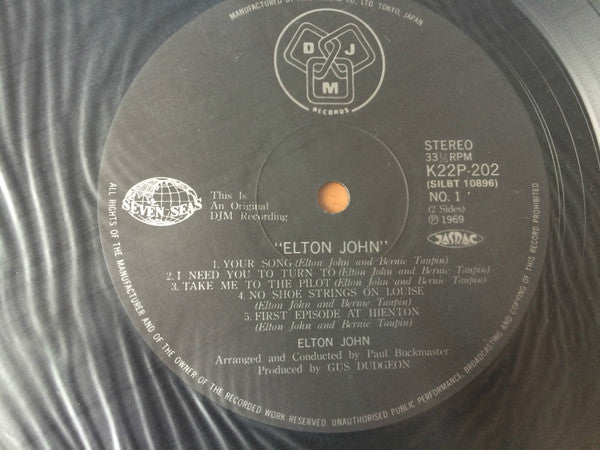 MANUFACTURED BY
CO., LTD. TOKYO, JAPAN
D J
M
RECORDS
STEREO
33⅓ RPM
K22P-202
(SILBT 10896)
NO. 1
(2 Sides)
Ⓟ 1969
JASRAC
SEVEN SEAS
This Is
An Original
DJM Recording
"ELTON JOHN"
1. YOUR SONG (Elton John and Bernie Taupin)
2. I NEED YOU TO TURN TO (Elton John and Bernie Taupin)
3. TAKE ME TO THE PILOT (Elton John and Bernie Taupin)
4. NO SHOE STRINGS ON LOUISE
(Elton John and Bernie Taupin)
5. FIRST EPISODE AT HIENTON
(Elton John and Bernie Taupin)
ELTON JOHN
Arranged and Conducted by Paul Buckmaster
Produced by GUS DUDGEON
ALL RIGHTS OF THE MANUFACTURER AND OF THE OWNER OF THE RECORDED WORK RESERVED. UNAUTHORISED PUBLIC PERFORMANCE, BROADCASTING AND COPYING OF THIS RECORD PROHIBITED